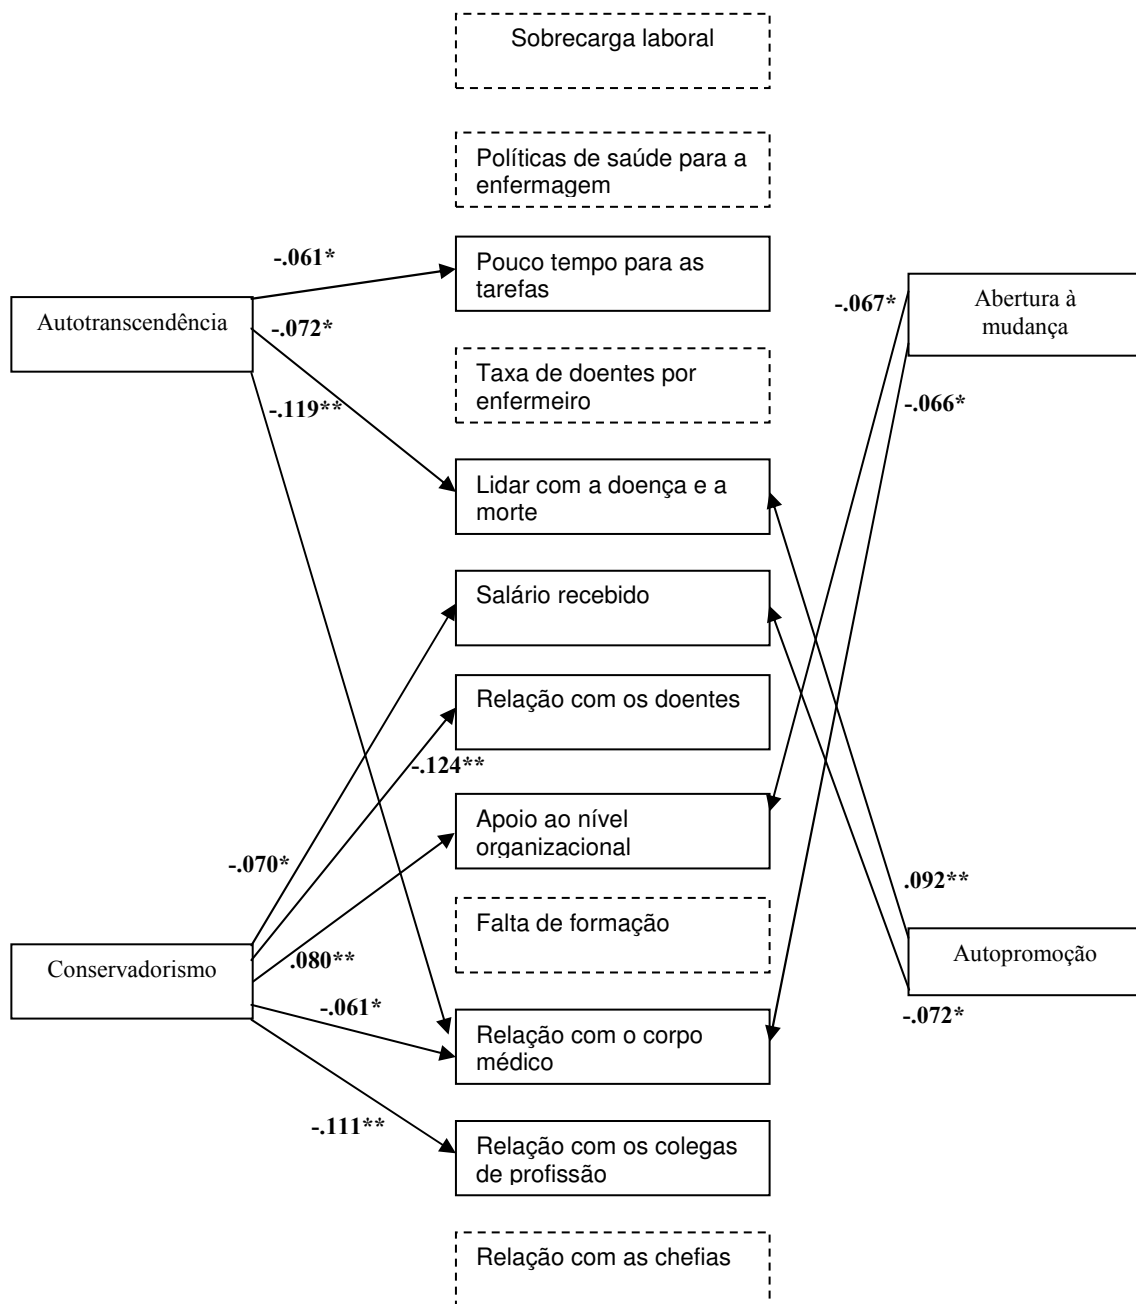 Sobrecarga laboral
Políticas de saúde para a
enfermagem
-.061*
Pouco tempo para as
tarefas
Autotranscendência
-.072*
-.067*
Abertura à
mudança
Taxa de doentes por
enfermeiro
-.119**
-.066*
Lidar com a doença e a
morte
Salário recebido
Relação com os doentes
-.124**
Apoio ao nível
organizacional
-.070*
.092**
Falta de formação
Conservadorismo
.080**
Autopromoção
-.061*
-.072*
Relação com o corpo
médico
-.111**
Relação com os colegas
de profissão
Relação com as chefias